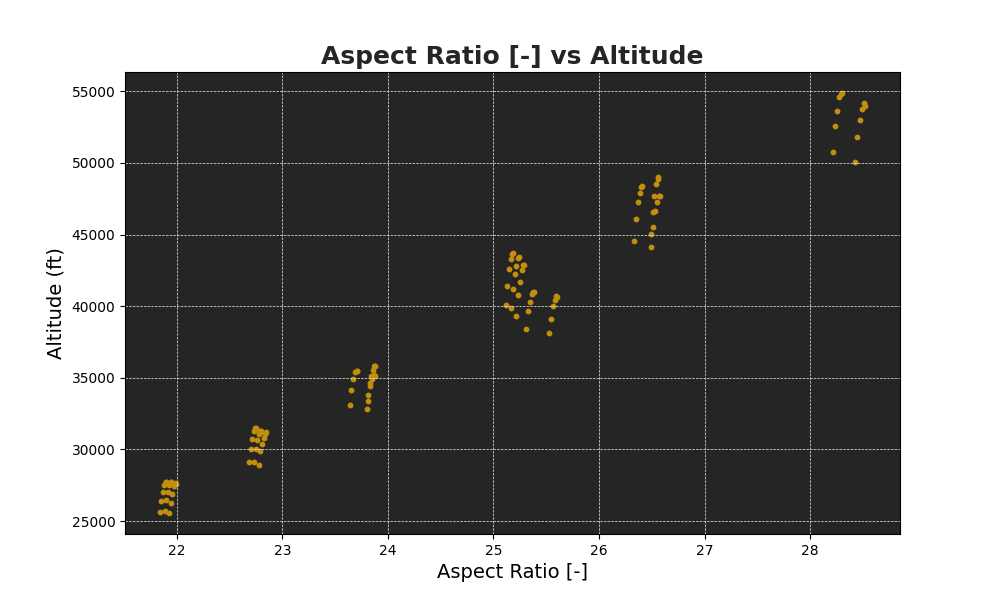 Aspect Ratio [-] vs Altitude
55000
50000
45000
40000
35000
30000
25000
Altitude (ft)
22 23 24 25 26 27 28
Aspect Ratio [-]